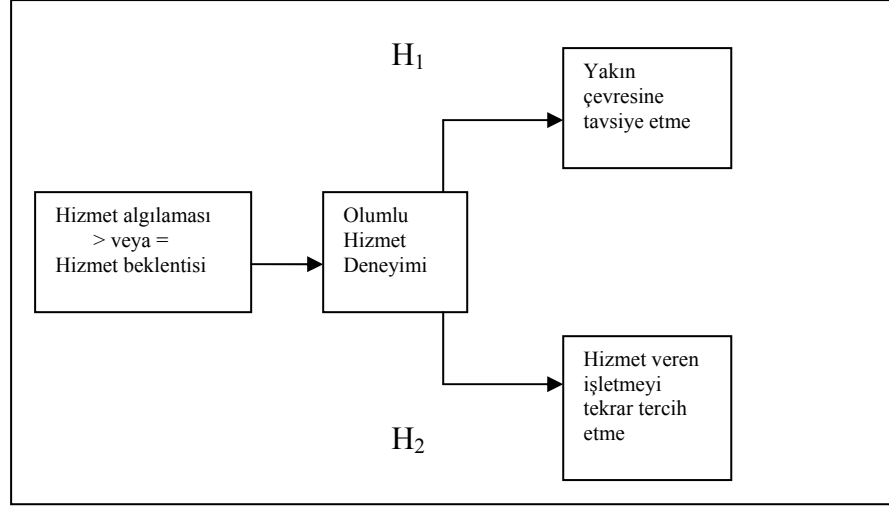 H₁
Yakın
çevresine
tavsiye etme
Hizmet algılaması
> veya =
Hizmet beklentisi
Olumlu
Hizmet
Deneyimi
Hizmet veren
işletmeyi
tekrar tercih
etme
H₂